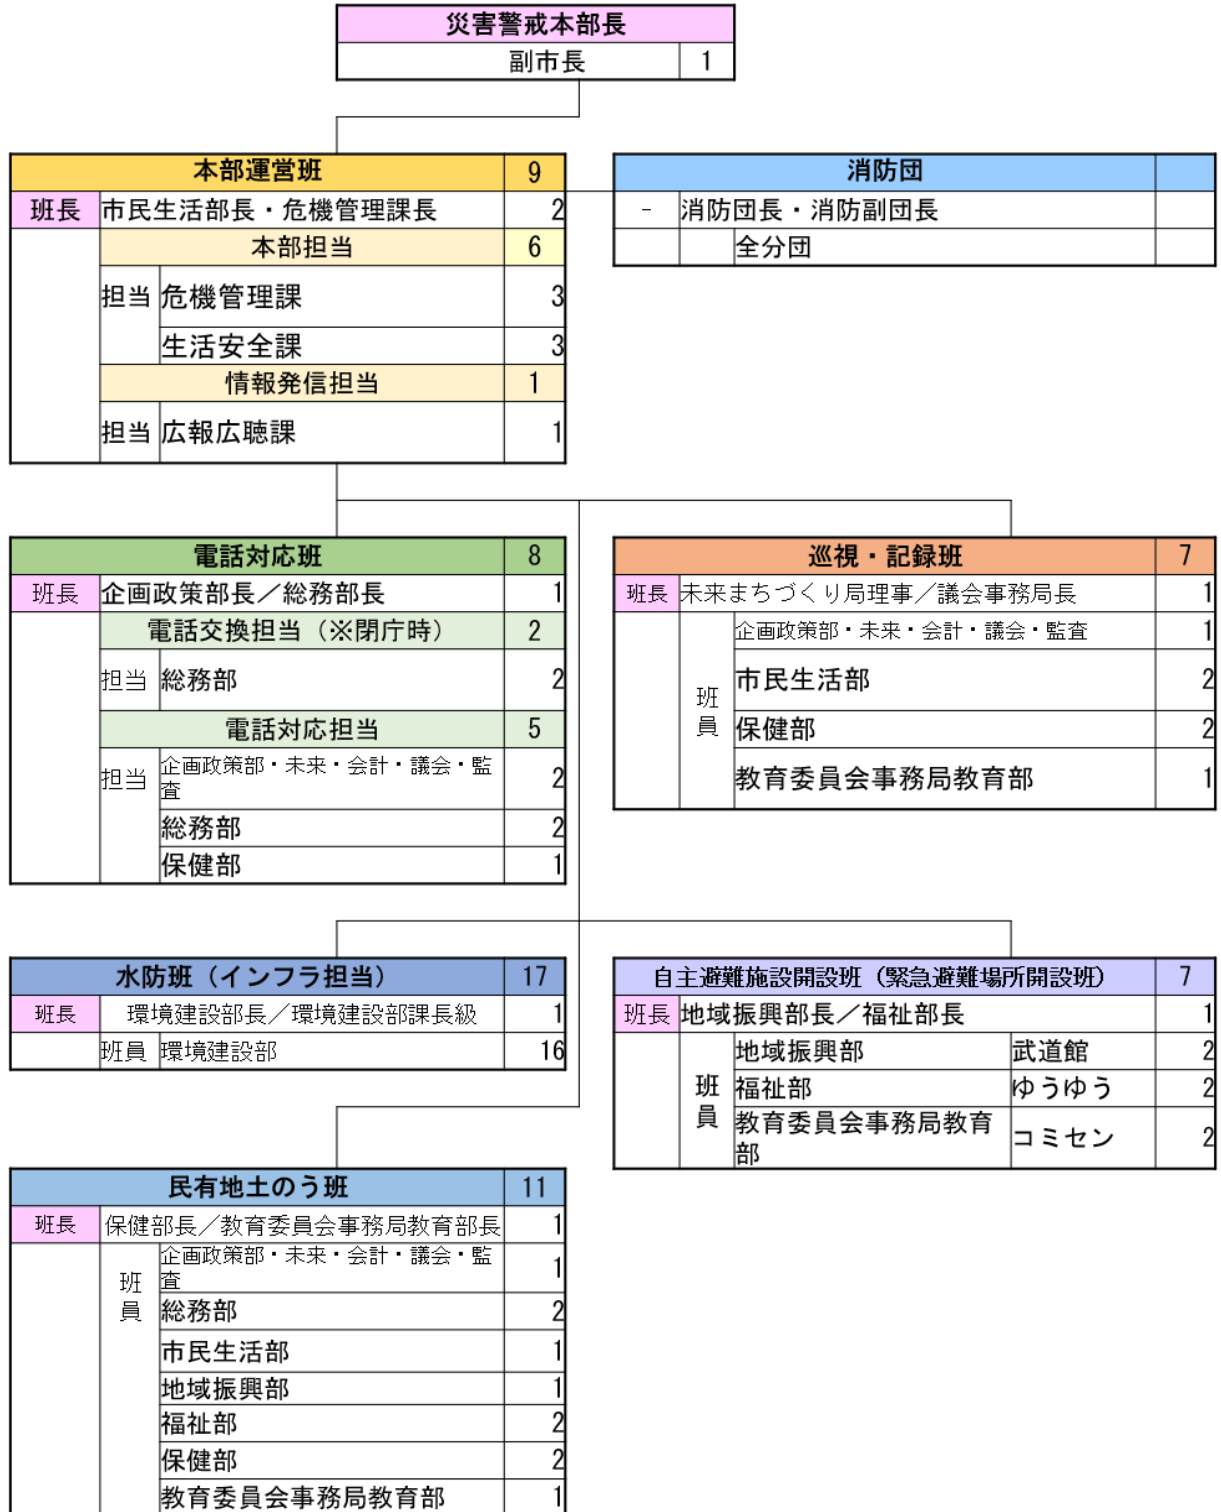 災害警戒本部長
副市長 1
本部運営班 9
班長 市民生活部長・危機管理課長 2
本部担当 6
担当 危機管理課 3
生活安全課 3
情報発信担当 1
担当 広報広聴課 1
消防団
- 消防団長・消防副団長
全分団
電話対応班 8
班長 企画政策部長／総務部長 1
電話交換担当（※閉庁時） 2
担当 総務部 2
電話対応担当 5
担当 企画政策部・未来・会計・議会・監
査 2
総務部 2
保健部 1
巡視・記録班 7
班長 未来まちづくり局理事／議会事務局長 1
企画政策部・未来・会計・議会・監査 1
班
員
市民生活部 2
保健部 2
教育委員会事務局教育部 1
水防班（インフラ担当） 17
班長 環境建設部長／環境建設部課長級 1
班員 環境建設部 16
自主避難施設開設班（緊急避難場所開設班） 7
班長 地域振興部長／福祉部長 1
班
員
地域振興部 武道館 2
福祉部 ゆうゆう 2
教育委員会事務局教育
部 コミセン 2
民有地土のう班 11
班長 保健部長／教育委員会事務局教育部長 1
班
員
企画政策部・未来・会計・議会・監
査 1
総務部 2
市民生活部 1
地域振興部 1
福祉部 2
保健部 2
教育委員会事務局教育部 1